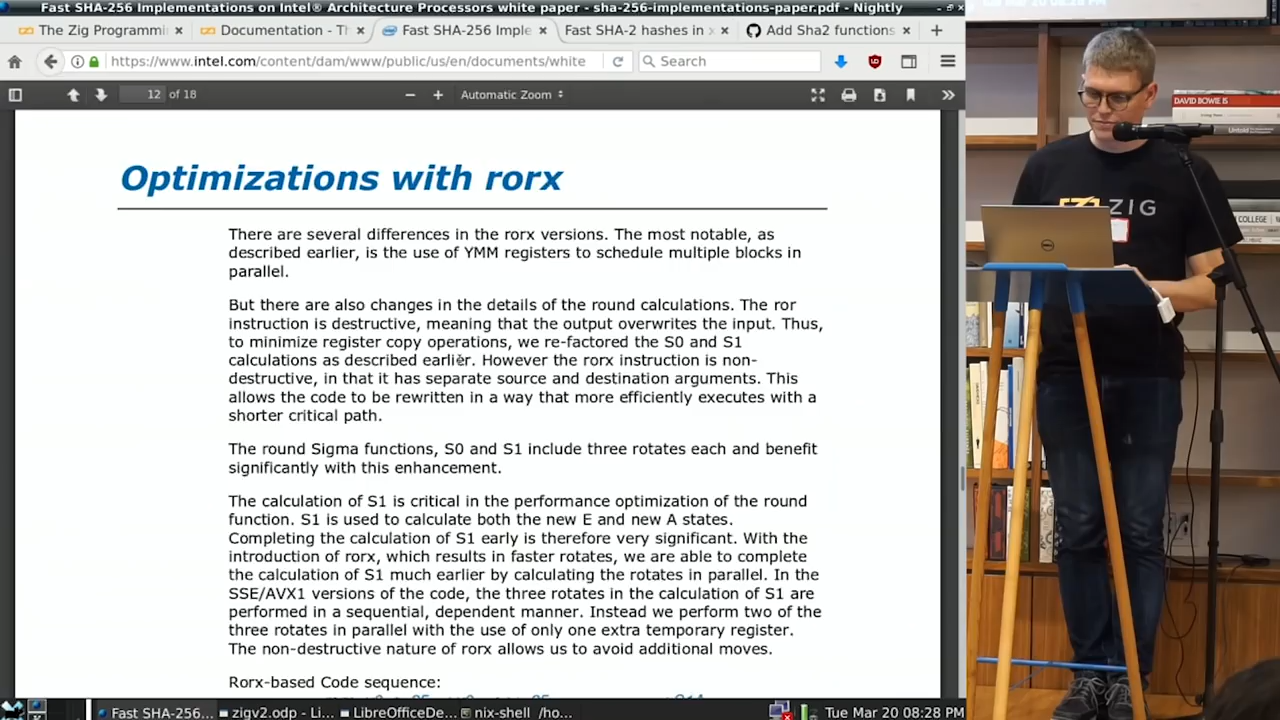 Fast SHA-256 Implementations on Intel® Architecture Processors white paper - sha-256-implementations-paper.pdf - Nightly
The Zig Programmi
Documentation - T
Fast SHA-256 Imple
Fast SHA-2 hashes in
Add Sha2 functions
https://www.intel.com/content/dam/www/public/us/en/documents/white
Search
12 of 18
Automatic Zoom
Optimizations with rorx
There are several differences in the rorx versions. The most notable, as
described earlier, is the use of YMM registers to schedule multiple blocks in
parallel.
But there are also changes in the details of the round calculations. The ror
instruction is destructive, meaning that the output overwrites the input. Thus,
to minimize register copy operations, we re-factored the S0 and S1
calculations as described earlier. However the rorx instruction is non-
destructive, in that it has separate source and destination arguments. This
allows the code to be rewritten in a way that more efficiently executes with a
shorter critical path.
The round Sigma functions, S0 and S1 include three rotates each and benefit
significantly with this enhancement.
The calculation of S1 is critical in the performance optimization of the round
function. S1 is used to calculate both the new E and new A states.
Completing the calculation of S1 early is therefore very significant. With the
introduction of rorx, which results in faster rotates, we are able to complete
the calculation of S1 much earlier by calculating the rotates in parallel. In the
SSE/AVX1 versions of the code, the three rotates in the calculation of S1 are
performed in a sequential, dependent manner. Instead we perform two of the
three rotates in parallel with the use of only one extra temporary register.
The non-destructive nature of rorx allows us to avoid additional moves.
Rorx-based Code sequence:
Fast SHA-256...
zigv2.odp - Li...
LibreOfficeDe...
nix-shell /ho...
Tue Mar 20 08:28 PM
DAVID BOWIE IS
Untold
ZIG
DELL
COLLEGE